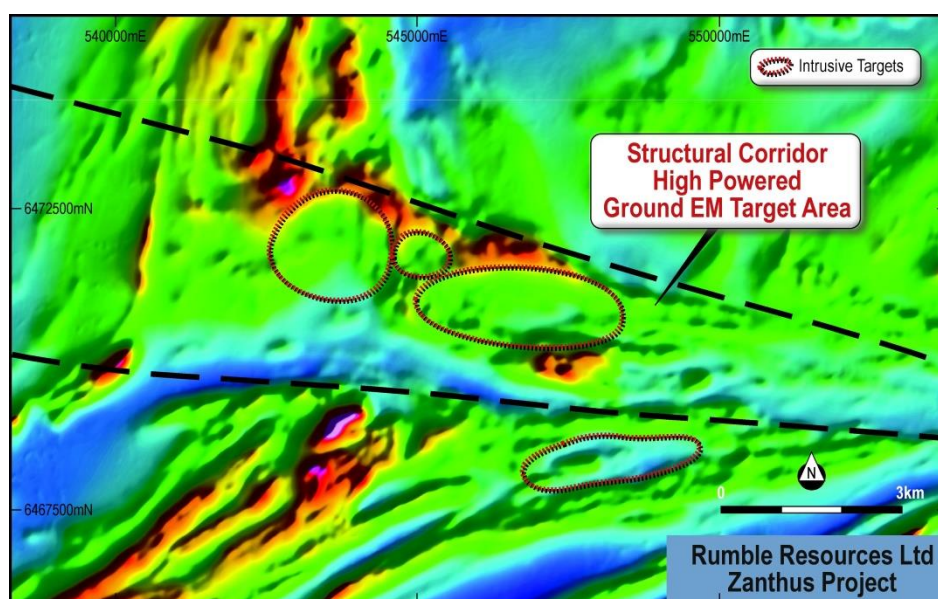 540000mE
545000mE
550000mE
Intrusive Targets
Structural Corridor
High Powered
Ground EM Target Area
6472500mN
6467500mN
N
0
3km
Rumble Resources Ltd
Zanthus Project